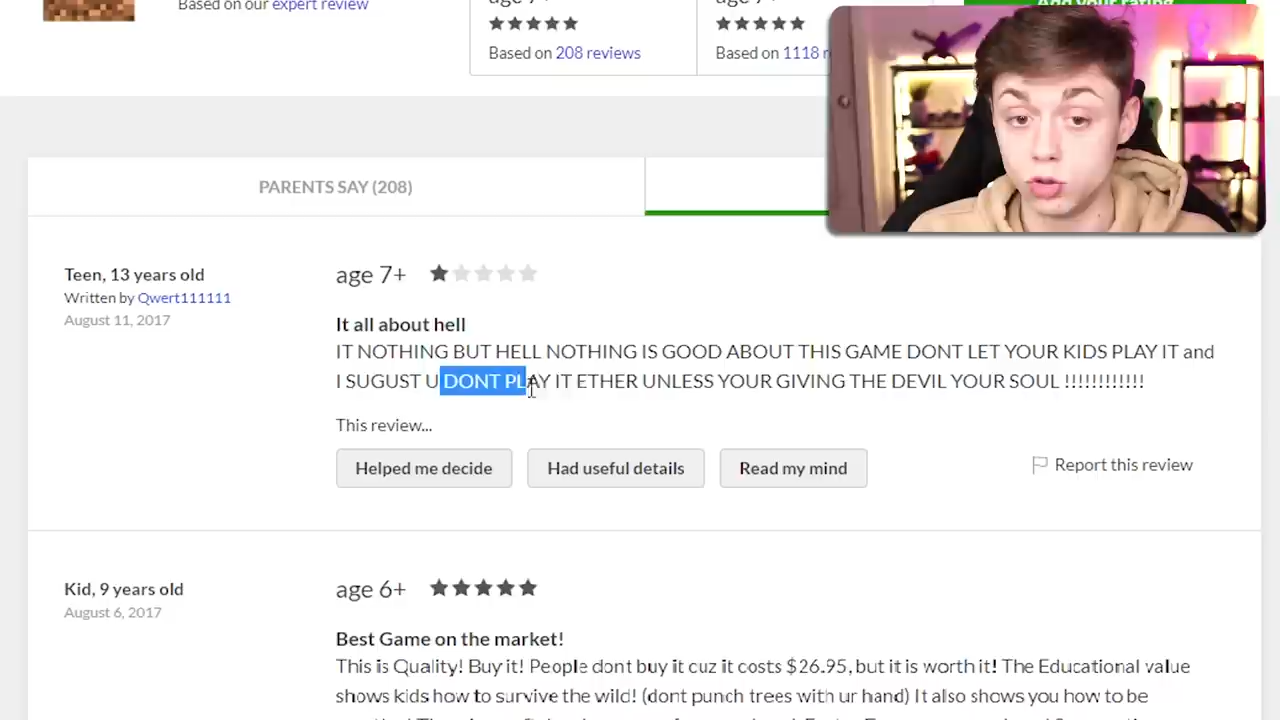 Based on our expert review
Based on 208 reviews
Based on 1118
PARENTS SAY (208)
Teen, 13 years old
Written by Qwert111111
August 11, 2017
age 7+
It all about hell
IT NOTHING BUT HELL NOTHING IS GOOD ABOUT THIS GAME DONT LET YOUR KIDS PLAY IT and
I SUGUST U DONT PLAY IT ETHER UNLESS YOUR GIVING THE DEVIL YOUR SOUL !!!!!!!!!!!!
This review...
Helped me decide
Had useful details
Read my mind
Report this review
Kid, 9 years old
August 6, 2017
age 6+
Best Game on the market!
This is Quality! Buy it! People dont buy it cuz it costs $26.95, but it is worth it! The Educational value
shows kids how to survive the wild! (dont punch trees with ur hand) It also shows you how to be